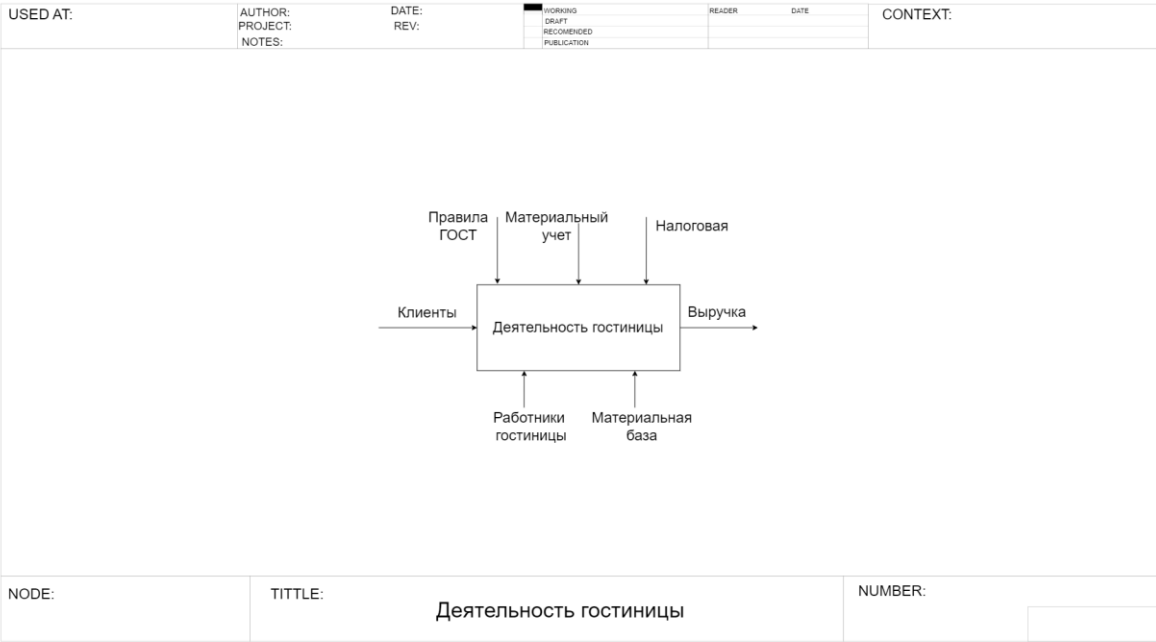 USED AT:
AUTHOR:
DATE:
PROJECT:
REV:
NOTES:
WORKING
DRAFT
RECOMENDED
PUBLICATION
READER
DATE
CONTEXT:
Правила
ГОСТ
Материальный
учет
Налоговая
Клиенты
Деятельность гостиницы
Выручка
Работники
гостиницы
Материальная
база
NODE:
TITTLE:
Деятельность гостиницы
NUMBER: